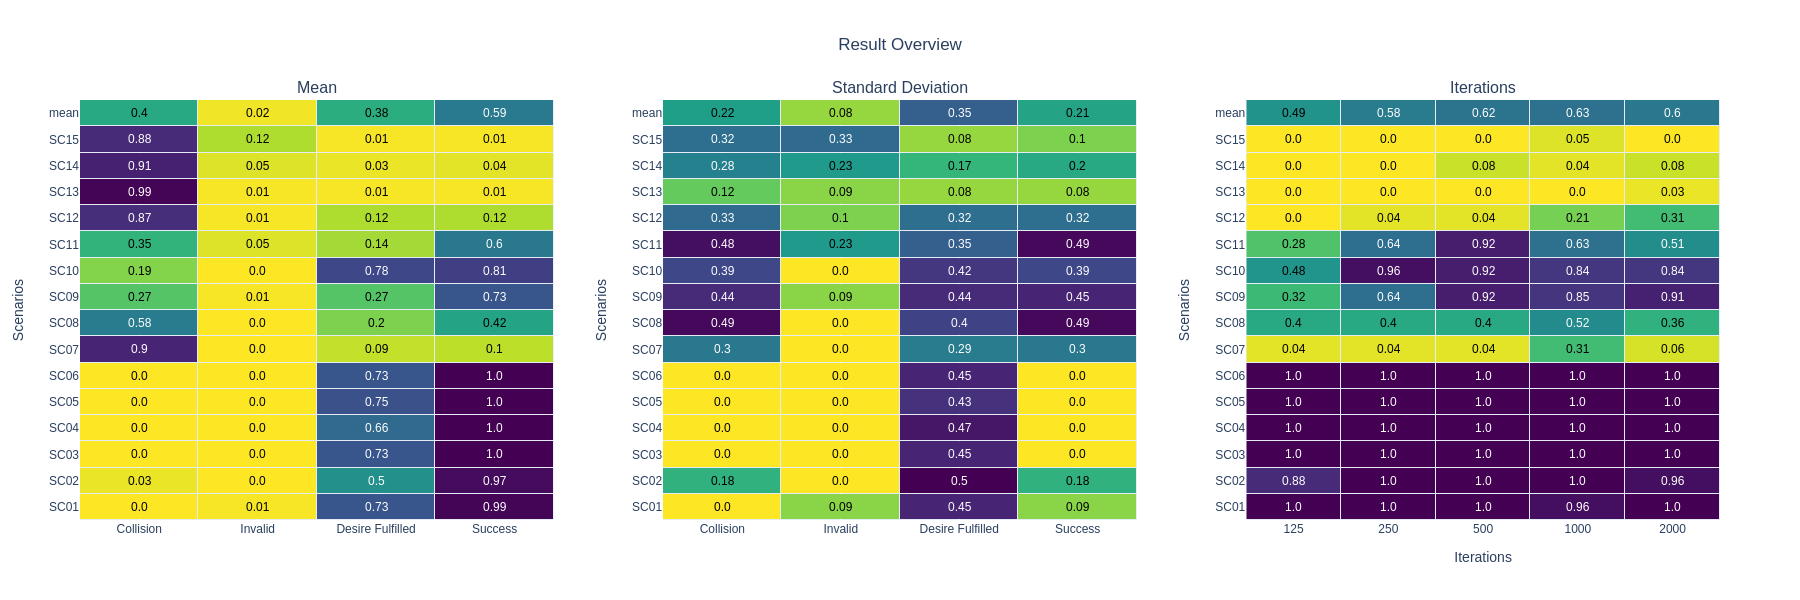 Result Overview
Mean
Standard Deviation
Iterations
mean 0.4 0.02 0.38 0.59 mean 0.22 0.08 0.35 0.21 mean 0.49 0.58 0.62 0.63 0.6
SC15 0.88 0.12 0.01 0.01 SC15 0.32 0.33 0.08 0.1 SC15 0.0 0.0 0.0 0.05 0.0
SC14 0.91 0.05 0.03 0.04 SC14 0.28 0.23 0.17 0.2 SC14 0.0 0.0 0.08 0.04 0.08
SC13 0.99 0.01 0.01 0.01 SC13 0.12 0.09 0.08 0.08 SC13 0.0 0.0 0.0 0.0 0.03
SC12 0.87 0.01 0.12 0.12 SC12 0.33 0.1 0.32 0.32 SC12 0.0 0.04 0.04 0.21 0.31
SC11 0.35 0.05 0.14 0.6 SC11 0.48 0.23 0.35 0.49 SC11 0.28 0.64 0.92 0.63 0.51
SC10 0.19 0.0 0.78 0.81 SC10 0.39 0.0 0.42 0.39 SC10 0.48 0.96 0.92 0.84 0.84
SC09 0.27 0.01 0.27 0.73 SC09 0.44 0.09 0.44 0.45 SC09 0.32 0.64 0.92 0.85 0.91
SC08 0.58 0.0 0.2 0.42 SC08 0.49 0.0 0.4 0.49 SC08 0.4 0.4 0.4 0.52 0.36
SC07 0.9 0.0 0.09 0.1 SC07 0.3 0.0 0.29 0.3 SC07 0.04 0.04 0.04 0.31 0.06
SC06 0.0 0.0 0.73 1.0 SC06 0.0 0.0 0.45 0.0 SC06 1.0 1.0 1.0 1.0 1.0
SC05 0.0 0.0 0.75 1.0 SC05 0.0 0.0 0.43 0.0 SC05 1.0 1.0 1.0 1.0 1.0
SC04 0.0 0.0 0.66 1.0 SC04 0.0 0.0 0.47 0.0 SC04 1.0 1.0 1.0 1.0 1.0
SC03 0.0 0.0 0.73 1.0 SC03 0.0 0.0 0.45 0.0 SC03 1.0 1.0 1.0 1.0 1.0
SC02 0.03 0.0 0.5 0.97 SC02 0.18 0.0 0.5 0.18 SC02 0.88 1.0 1.0 1.0 0.96
SC01 0.0 0.01 0.73 0.99 SC01 0.0 0.09 0.45 0.09 SC01 1.0 1.0 1.0 0.96 1.0
Collision Invalid Desire Fulfilled Success Collision Invalid Desire Fulfilled Success 125 250 500 1000 2000
Scenarios
Scenarios
Scenarios
Iterations